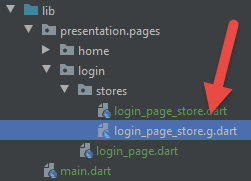 lib
presentation.pages
home
login
stores
login_page_store.dart
login_page_store.g.dart
login_page.dart
main.dart